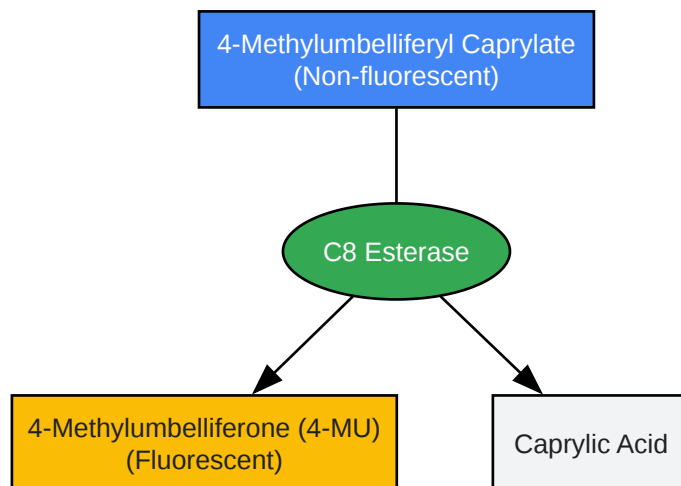 4-Methylumbelliferyl Caprylate
(Non-fluorescent)
C8 Esterase
4-Methylumbelliferone (4-MU)
(Fluorescent)
Caprylic Acid